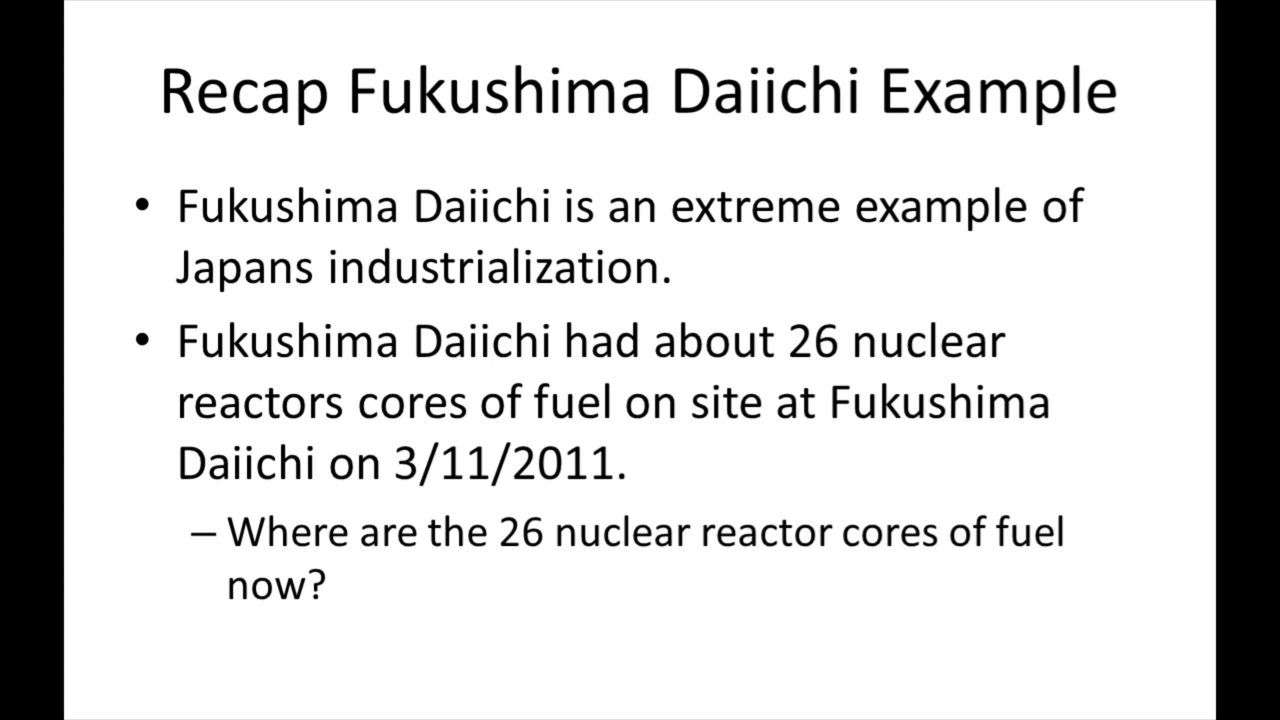 Recap Fukushima Daiichi Example
• Fukushima Daiichi is an extreme example of
Japans industrialization.
• Fukushima Daiichi had about 26 nuclear
reactors cores of fuel on site at Fukushima
Daiichi on 3/11/2011.
– Where are the 26 nuclear reactor cores of fuel
now?